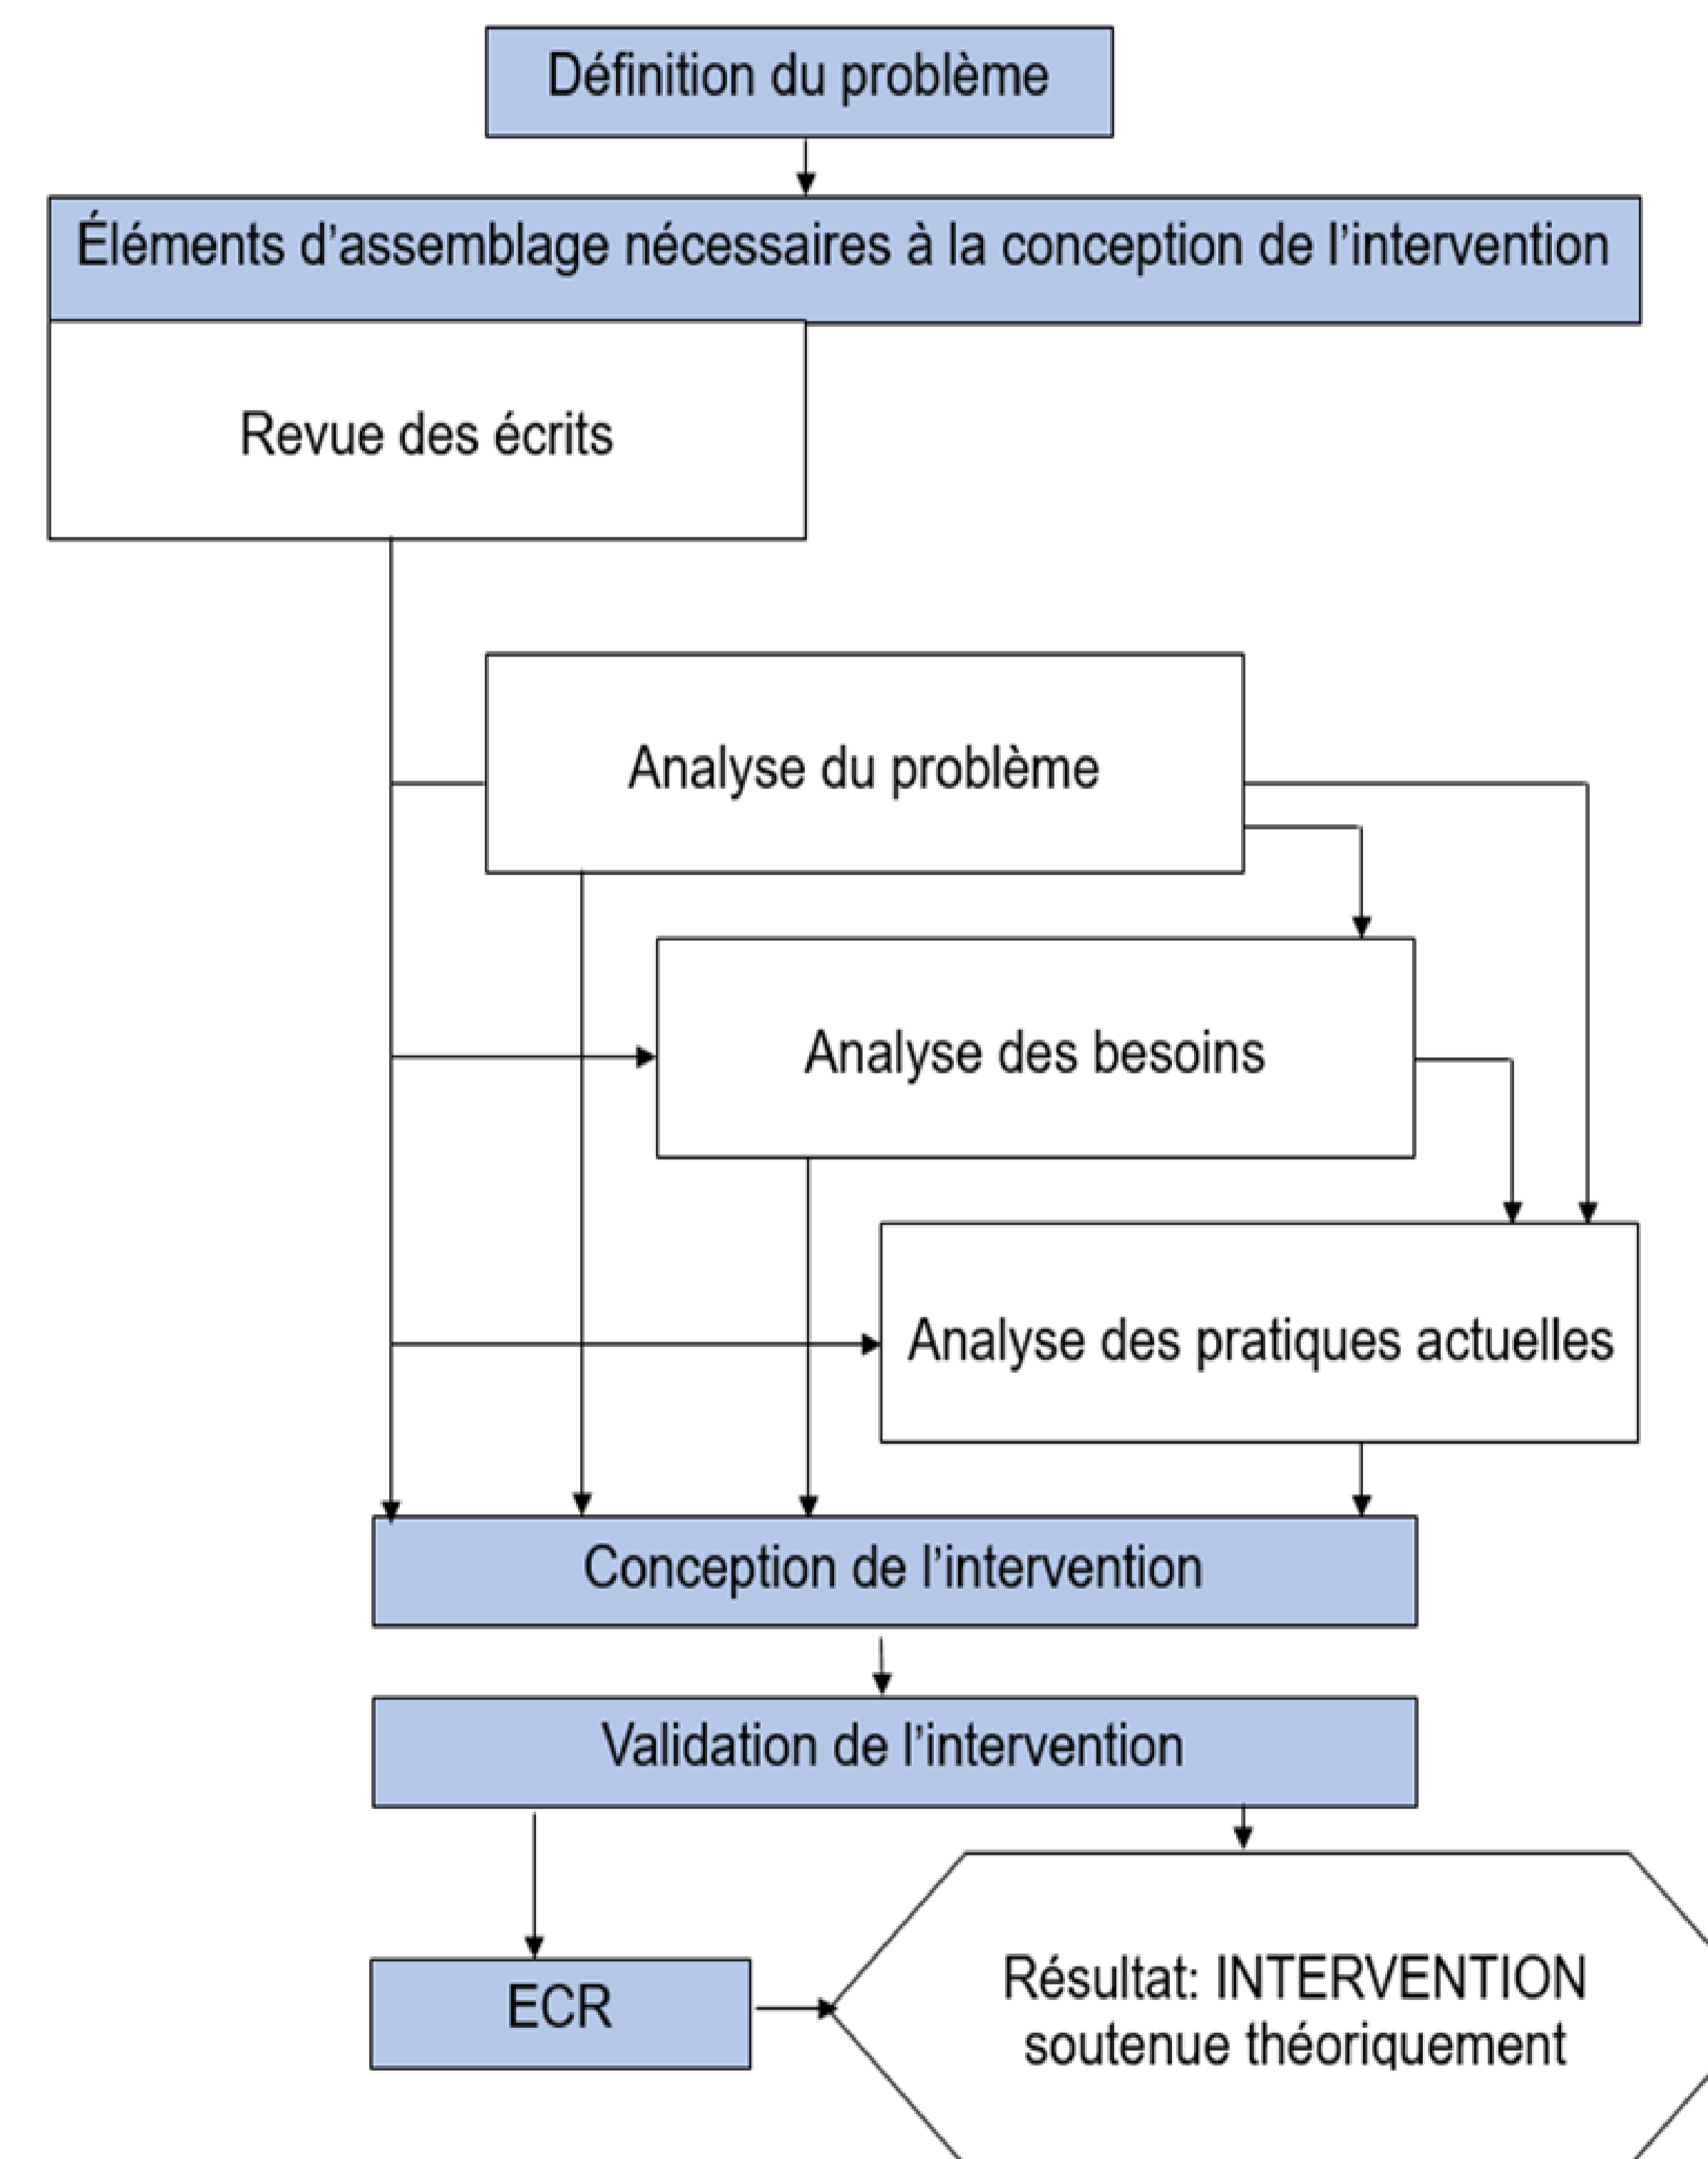 Définition du problème
Éléments d’assemblage nécessaires à la conception de l’intervention
Revue des écrits
Analyse du problème
Analyse des besoins
Analyse des pratiques actuelles
Conception de l’intervention
Validation de l’intervention
ECR
Résultat: INTERVENTION
soutenue théoriquement